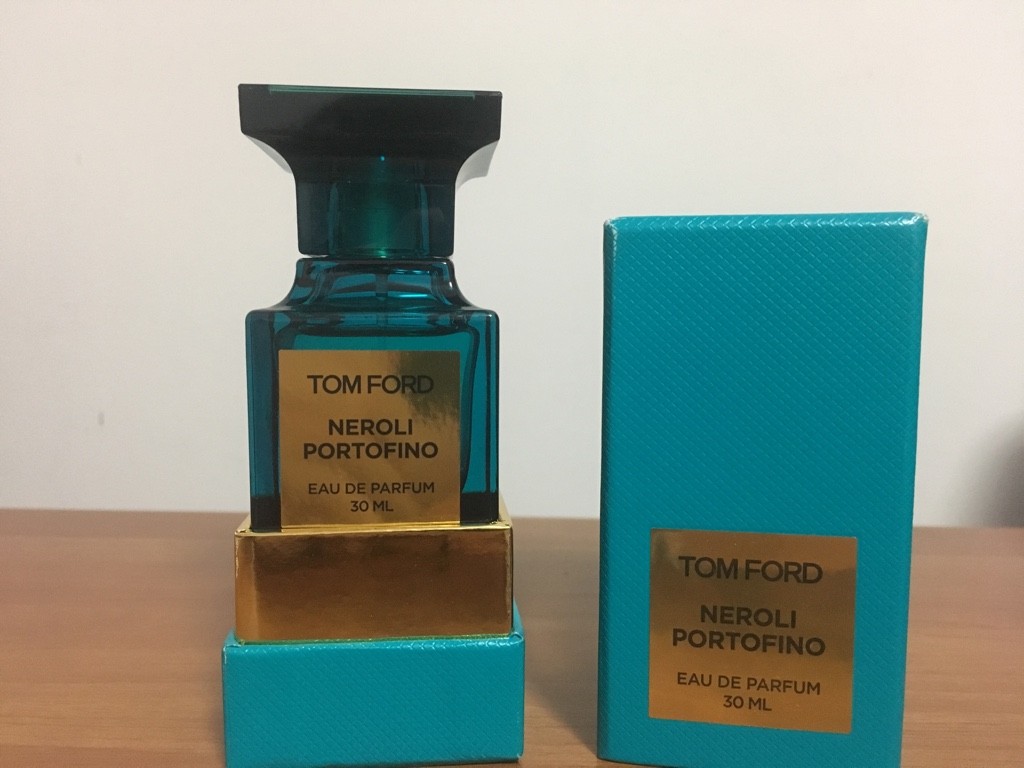 TOM FORD
NEROLI
PORTOFINO
EAU DE PARFUM
30 ML
TOM FORD
NEROLI
PORTOFINO
EAU DE PARFUM
30 ML